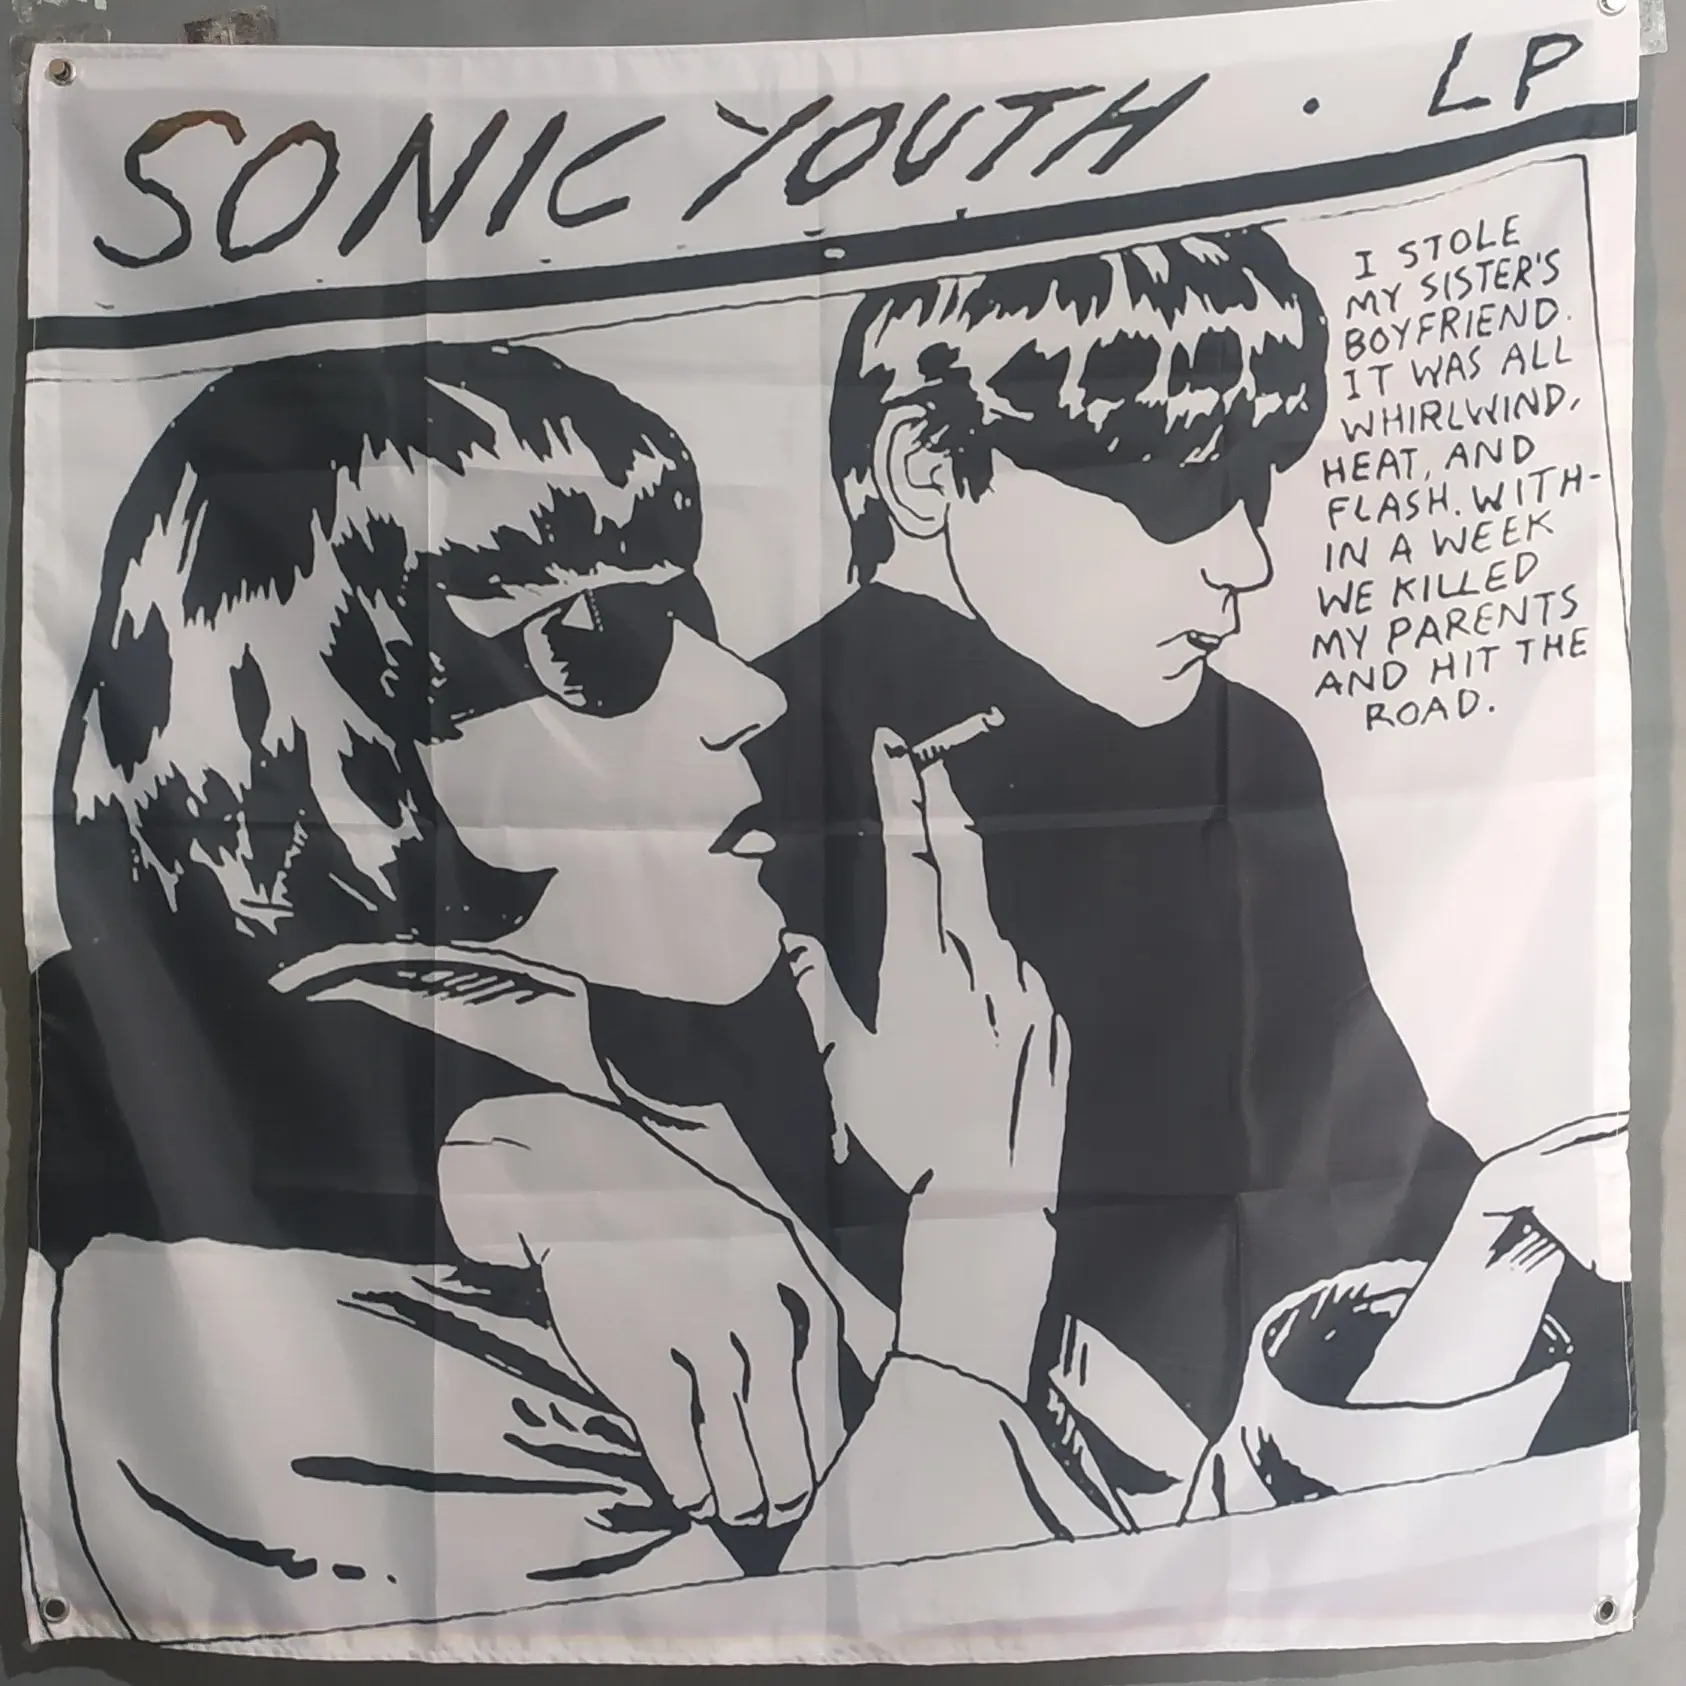 SONIC YOUTH · LP
I STOLE
MY SISTER'S
BOYFRIEND.
IT WAS ALL
WHIRLWIND,
HEAT, AND
FLASH. WITH-
IN A WEEK
WE KILLED
MY PARENTS
AND HIT THE
ROAD.